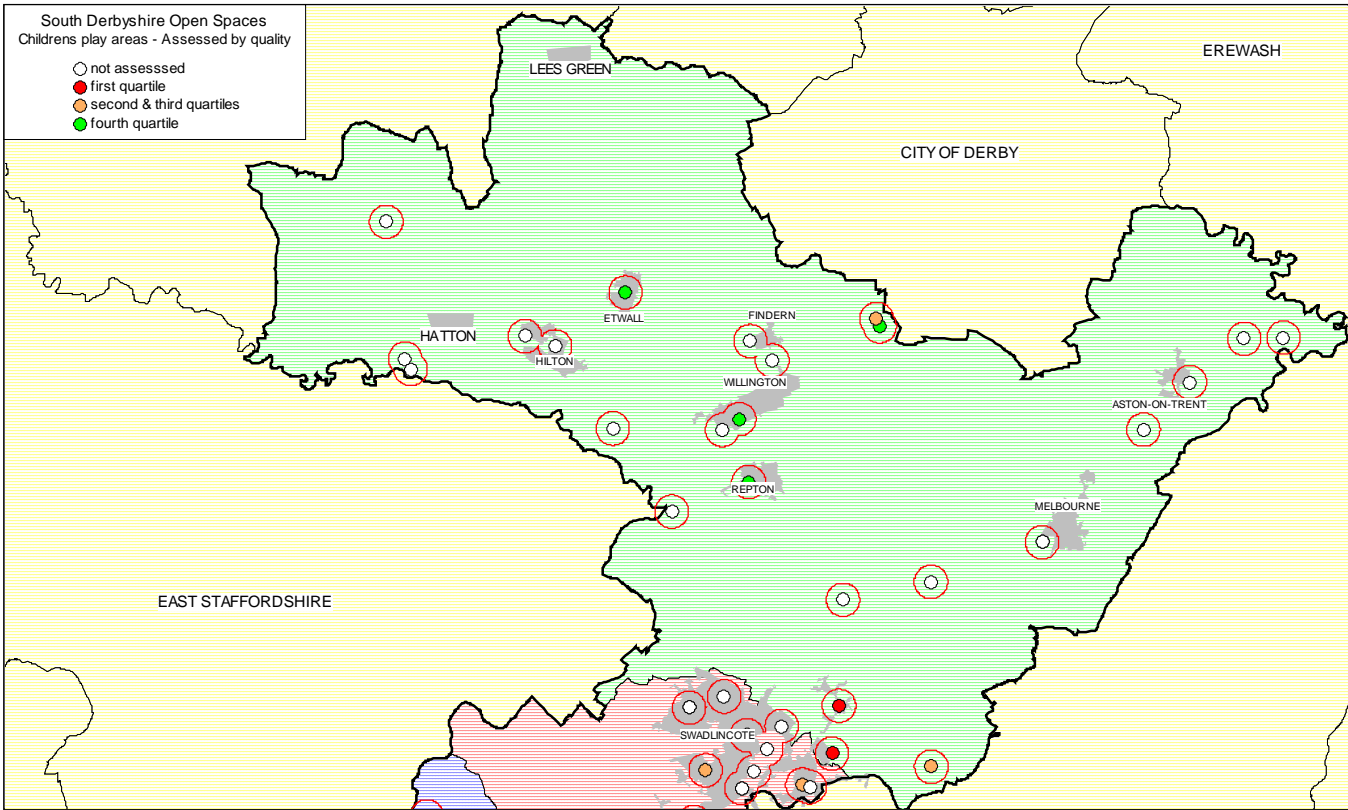 South Derbyshire Open Spaces
Childrens play areas - Assessed by quality
not assesssed
first quartile
second & third quartiles
fourth quartile
LEES GREEN
EREWASH
CITY OF DERBY
ETWALL
FINDERN
HATTON
HILTON
WILLINGTON
ASTON-ON-TRENT
REPTON
MELBOURNE
EAST STAFFORDSHIRE
SWADLINCOTE